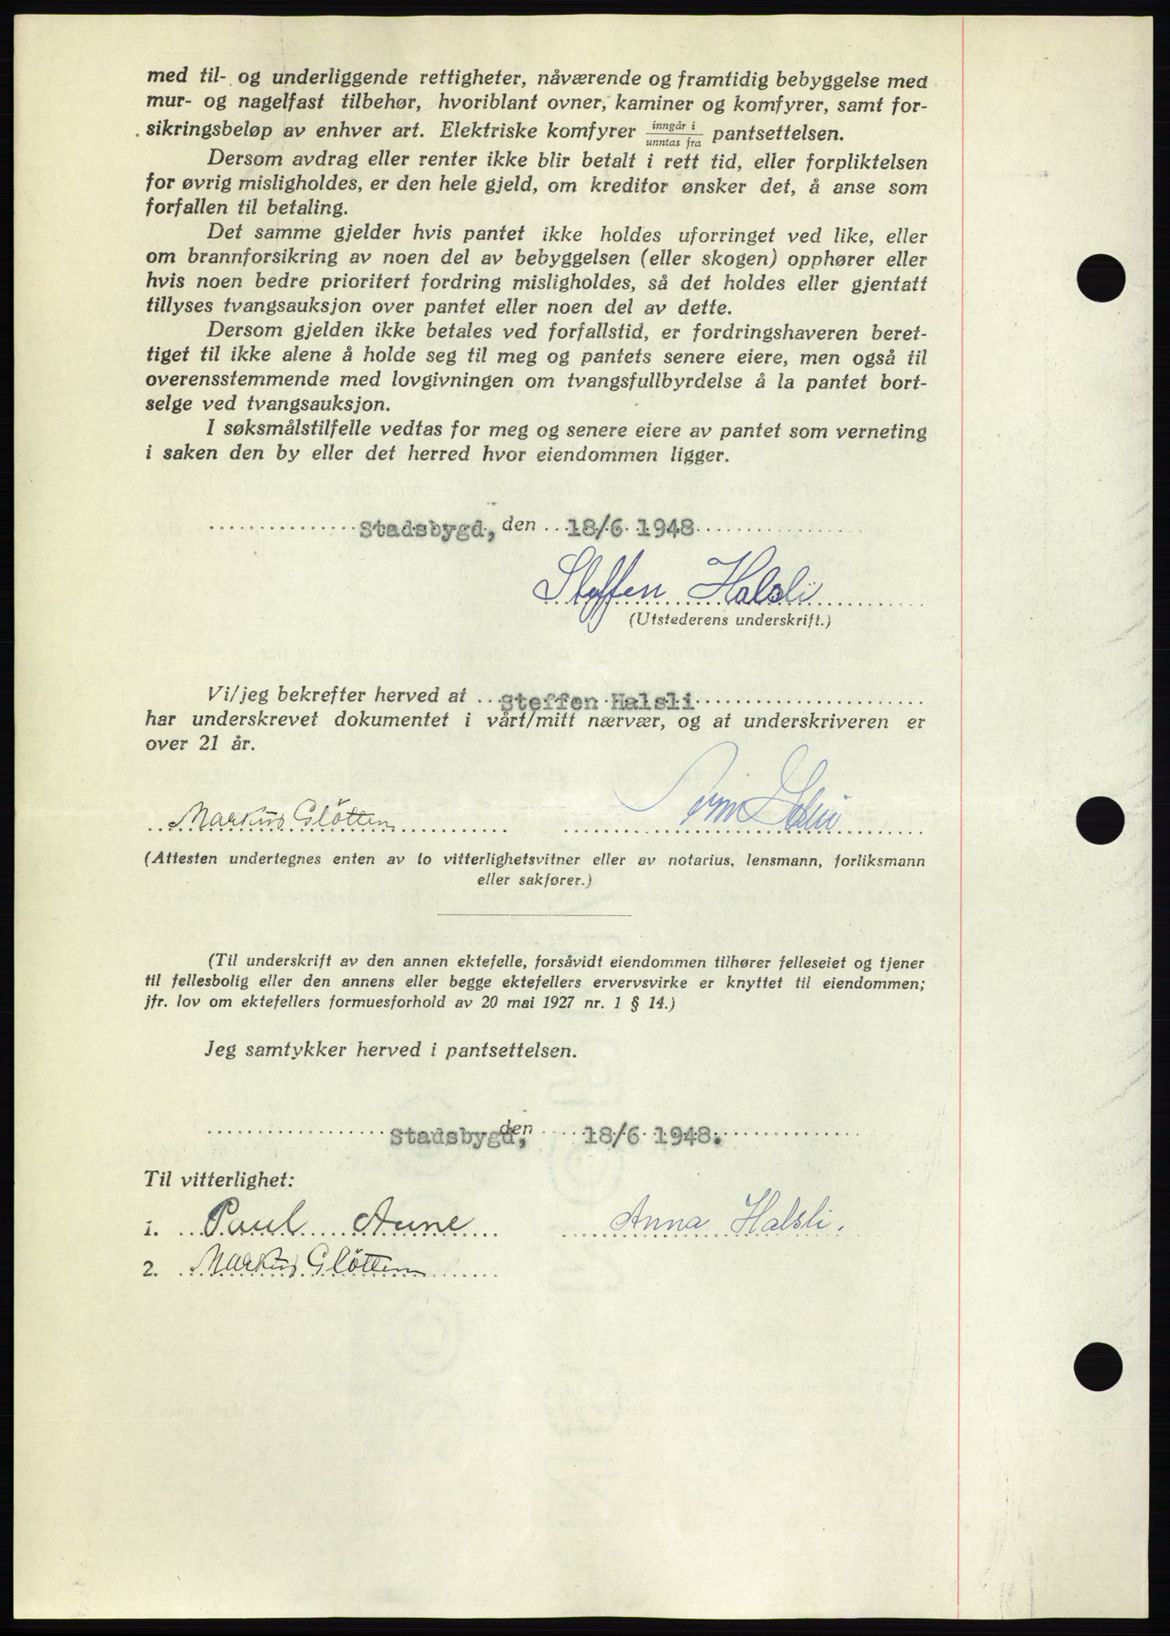 med til- og underliggende rettigheter, nåværende og framtidig bebyggelse med
mur- og nagelfast tilbehør, hvoriblant ovner, kaminer og komfyrer, samt for-
sikringsbeløp av enhver art. Elektriske komfyrer inngår i / unntas fra pantsettelsen.
Dersom avdrag eller renter ikke blir betalt i rett tid, eller forpliktelsen
for øvrig misligholdes, er den hele gjeld, om kreditor ønsker det, å anse som
forfallen til betaling.
Det samme gjelder hvis pantet ikke holdes uforringet ved like, eller
om brannforsikring av noen del av bebyggelsen (eller skogen) opphører eller
hvis noen bedre prioritert fordring misligholdes, så det holdes eller gjentatt
tillyses tvangsauksjon over pantet eller noen del av dette.
Dersom gjelden ikke betales ved forfallstid, er fordringshaveren beret-
tiget til ikke alene å holde seg til meg og pantets senere eiere, men også til
overensstemmende med lovgivningen om tvangsfullbyrdelse å la pantet bort-
selge ved tvangsauksjon.
I søksmålstilfelle vedtas for meg og senere eiere av pantet som verneting
i saken den by eller det herred hvor eiendommen ligger.
Stadsbygd, den 18/6 1948
Steffen Halsli
(Utstederens underskrift.)
Vi/jeg bekrefter herved at Steffen Halsli
har underskrevet dokumentet i vårt/mitt nærvær, og at underskriveren er
over 21 år.
Markus Gløtten
(Attesten undertegnes enten av to vitterlighetsvitner eller av notarius, lensmann, forliksmann
eller sakfører.)
(Til underskrift av den annen ektefelle, forsåvidt eiendommen tilhører felleseiet og tjener
til fellesbolig eller den annens eller begge ektefellers ervervsvirke er knyttet til eiendommen;
jfr. lov om ektefellers formuesforhold av 20 mai 1927 nr. 1 § 14.)
Jeg samtykker herved i pantsettelsen.
Stadsbygd, den 18/6 1948.
Til vitterlighet:
1. Paul Aune Anna Halsli.
2. Markus Gløtten